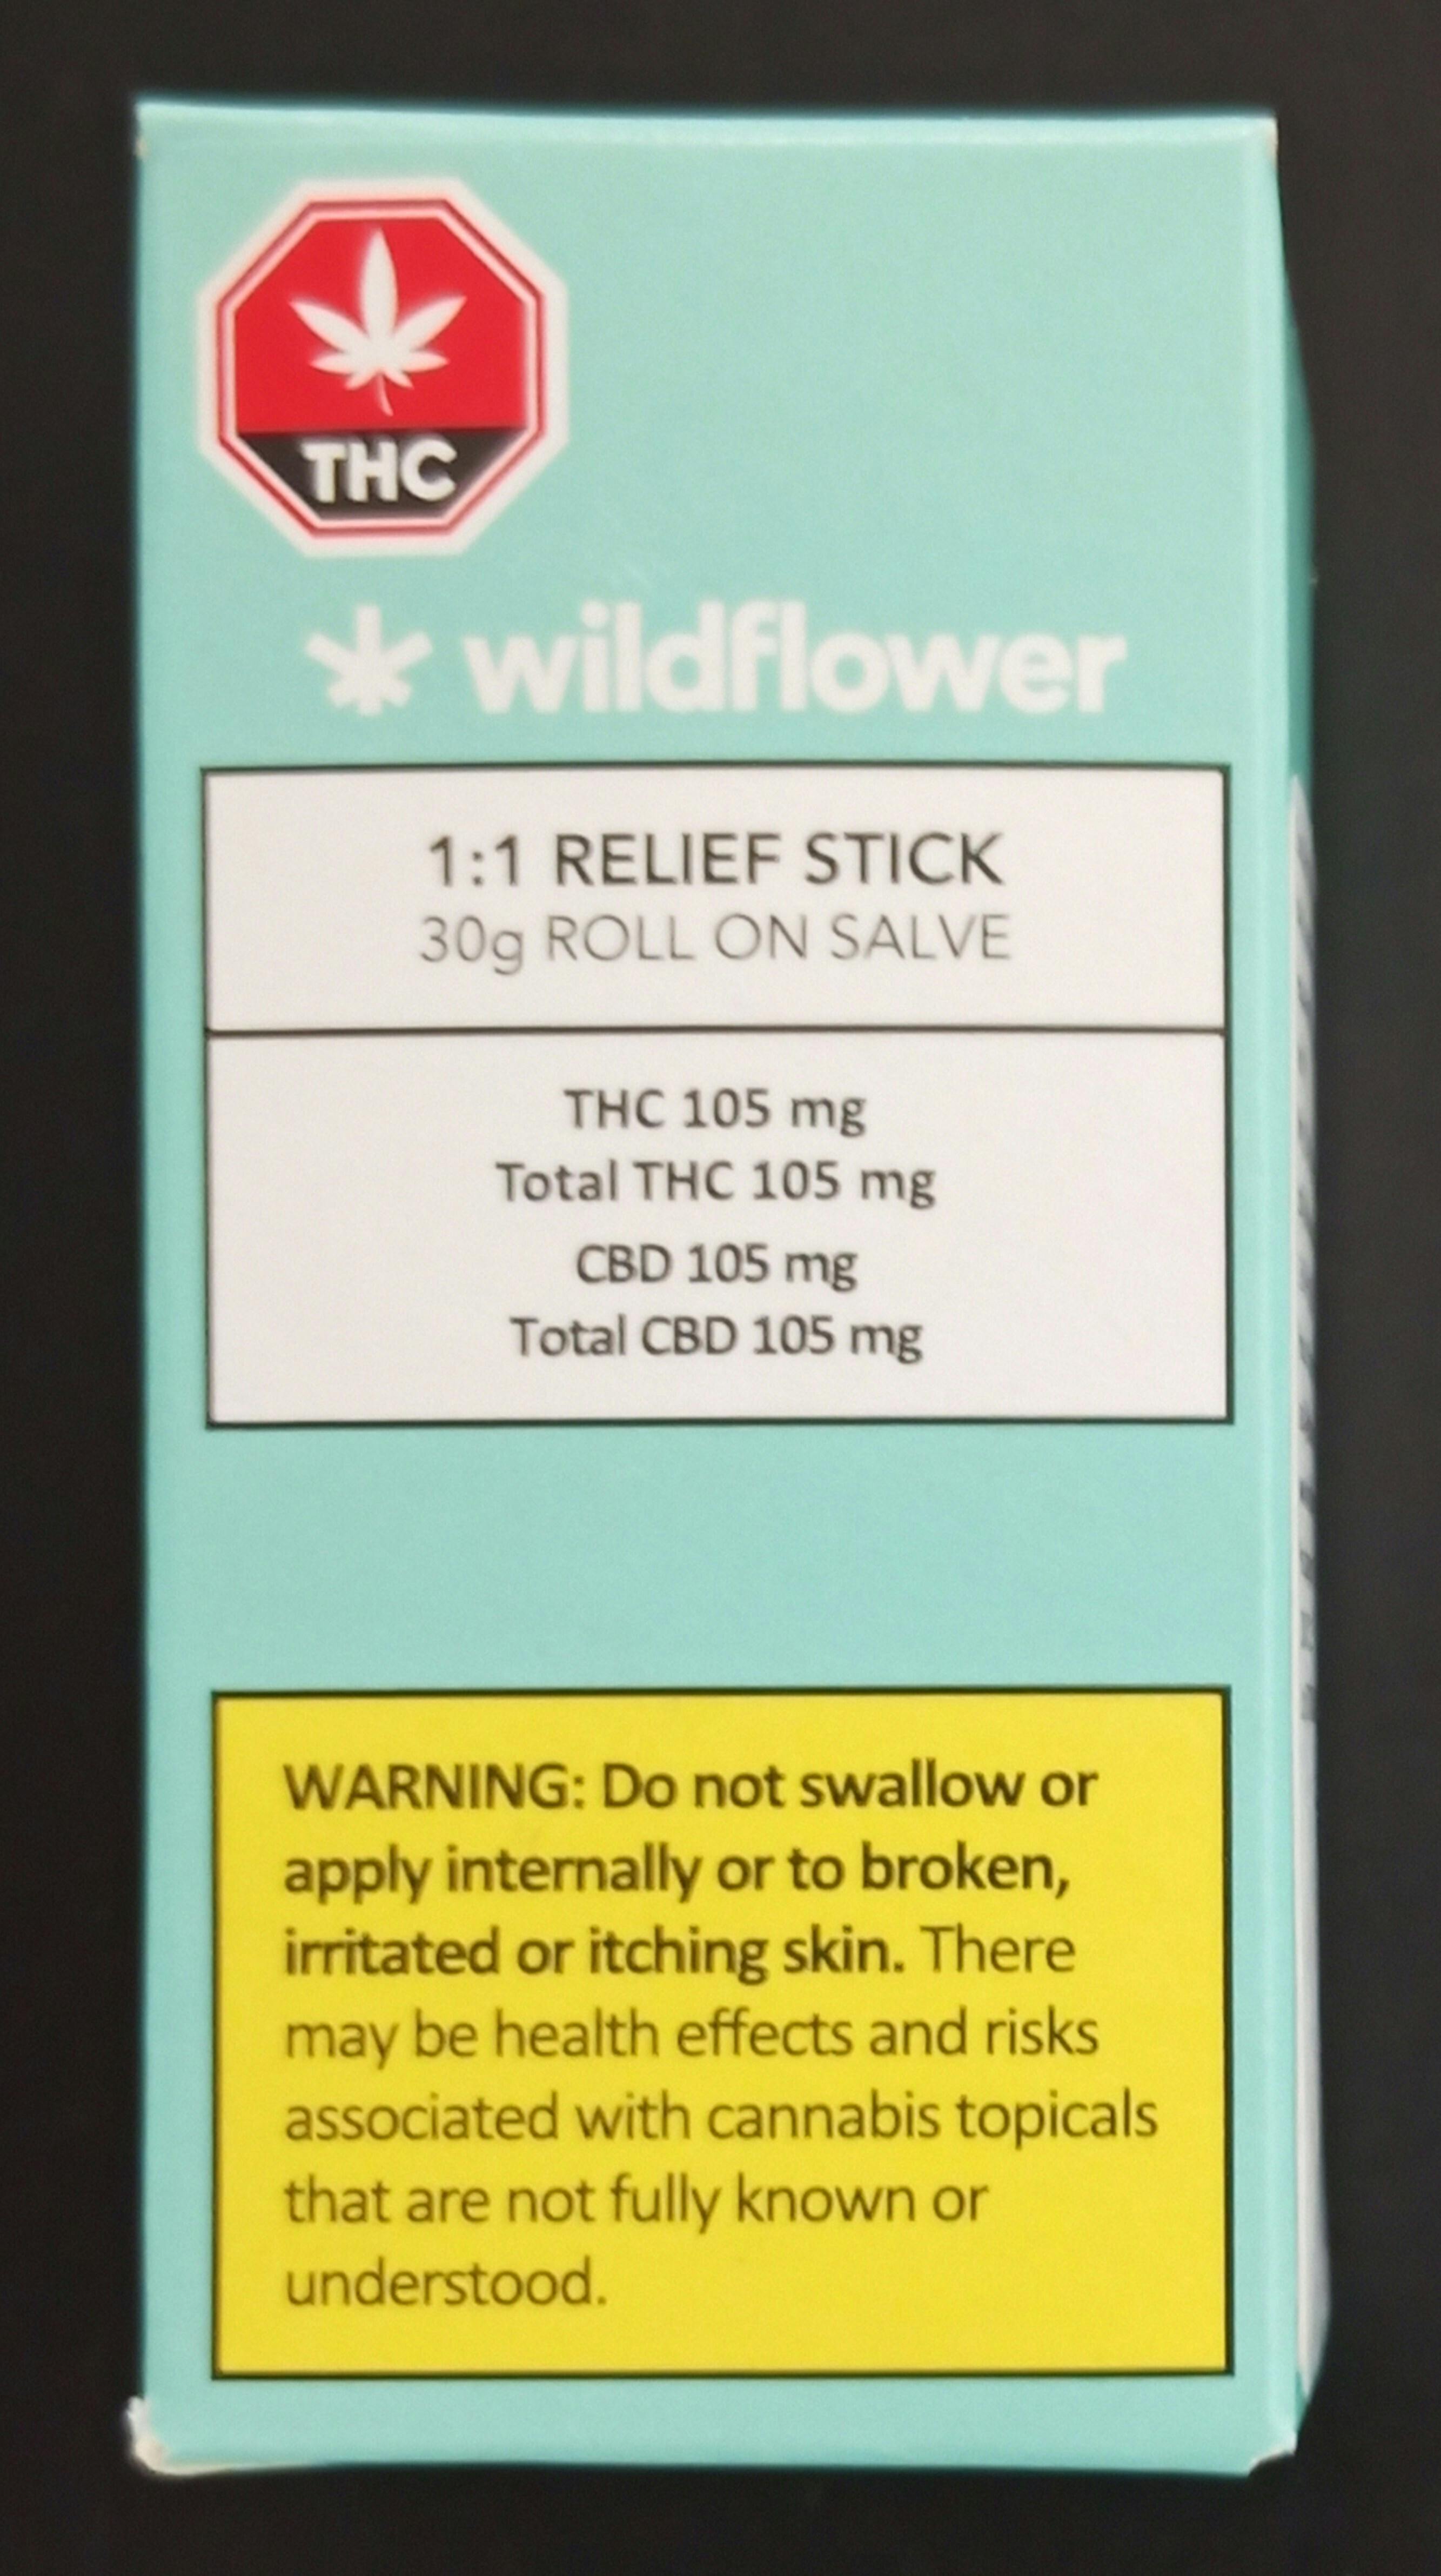 THC
wildflower
1:1 RELIEF STICK
30g ROLL ON SALVE
THC 105 mg
Total THC 105 mg
CBD 105 mg
Total CBD 105 mg
WARNING: Do not swallow or
apply internally or to broken,
irritated or itching skin. There
may be health effects and risks
associated with cannabis topicals
that are not fully known or
understood.